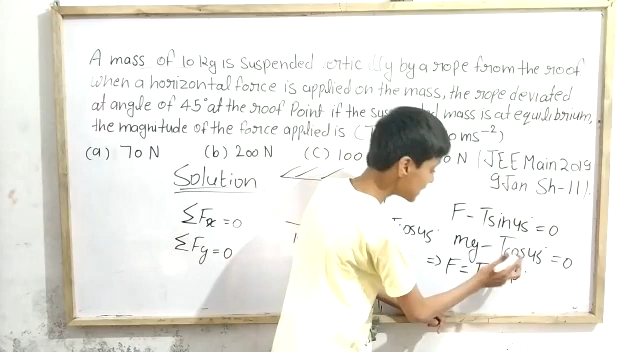 A mass of 10 kg is suspended by a rope from the roof
when a horizontal force is applied on the mass, the rope deviated
at angle of 45° at the roof point if the mass is at equilibrium,
the magnitude of the force applied is ms⁻²)
(a) 70 N (b) 200 N (C) 100 N (JEE Main 2019
9 Jan Sh-II)
Solution
ΣFx = 0
ΣFy = 0
F - Tsin45° = 0
mg - Tcos45° = 0
⇒ F =